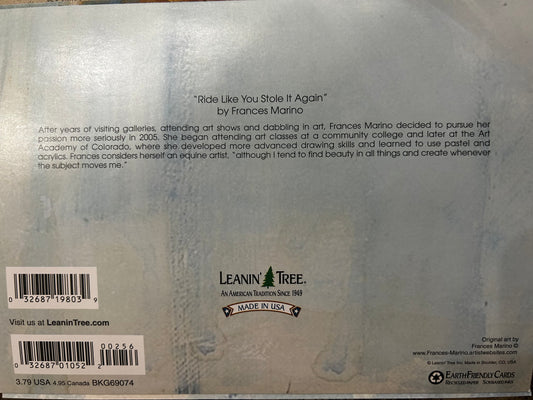 "Ride Like You Stole It Again"
by Frances Marino
After years of visiting galleries, attending art shows and dabbling in art, Frances Marino decided to pursue her
passion more seriously in 2005. She began attending art classes at a community college and later at the Art
Academy of Colorado, where she developed more advanced drawing skills and learned to use pastel and
acrylics. Frances considers herself an equine artist, "although I tend to find beauty in all things and create whenever
the subject moves me."
LEANIN' TREE®
AN AMERICAN TRADITION SINCE 1949
MADE IN USA
0 32687 19803 9
Visit us at LeaninTree.com
00256
0 32687 01052 2
3.79 USA 4.95 Canada BKG69074
Original art by
Frances Marino ©
www.Frances-Marino.artistwebsites.com
© Leanin' Tree Inc. Made in Boulder, CO, USA
EARTHFRIENDLY CARDS
RECYCLED PAPER SOY-BASED INKS